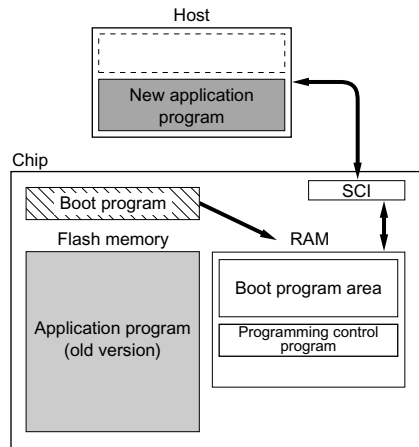 Host
New application
program
Chip
SCI
Boot program
Flash memory
RAM
Application program
(old version)
Boot program area
Programming control
program